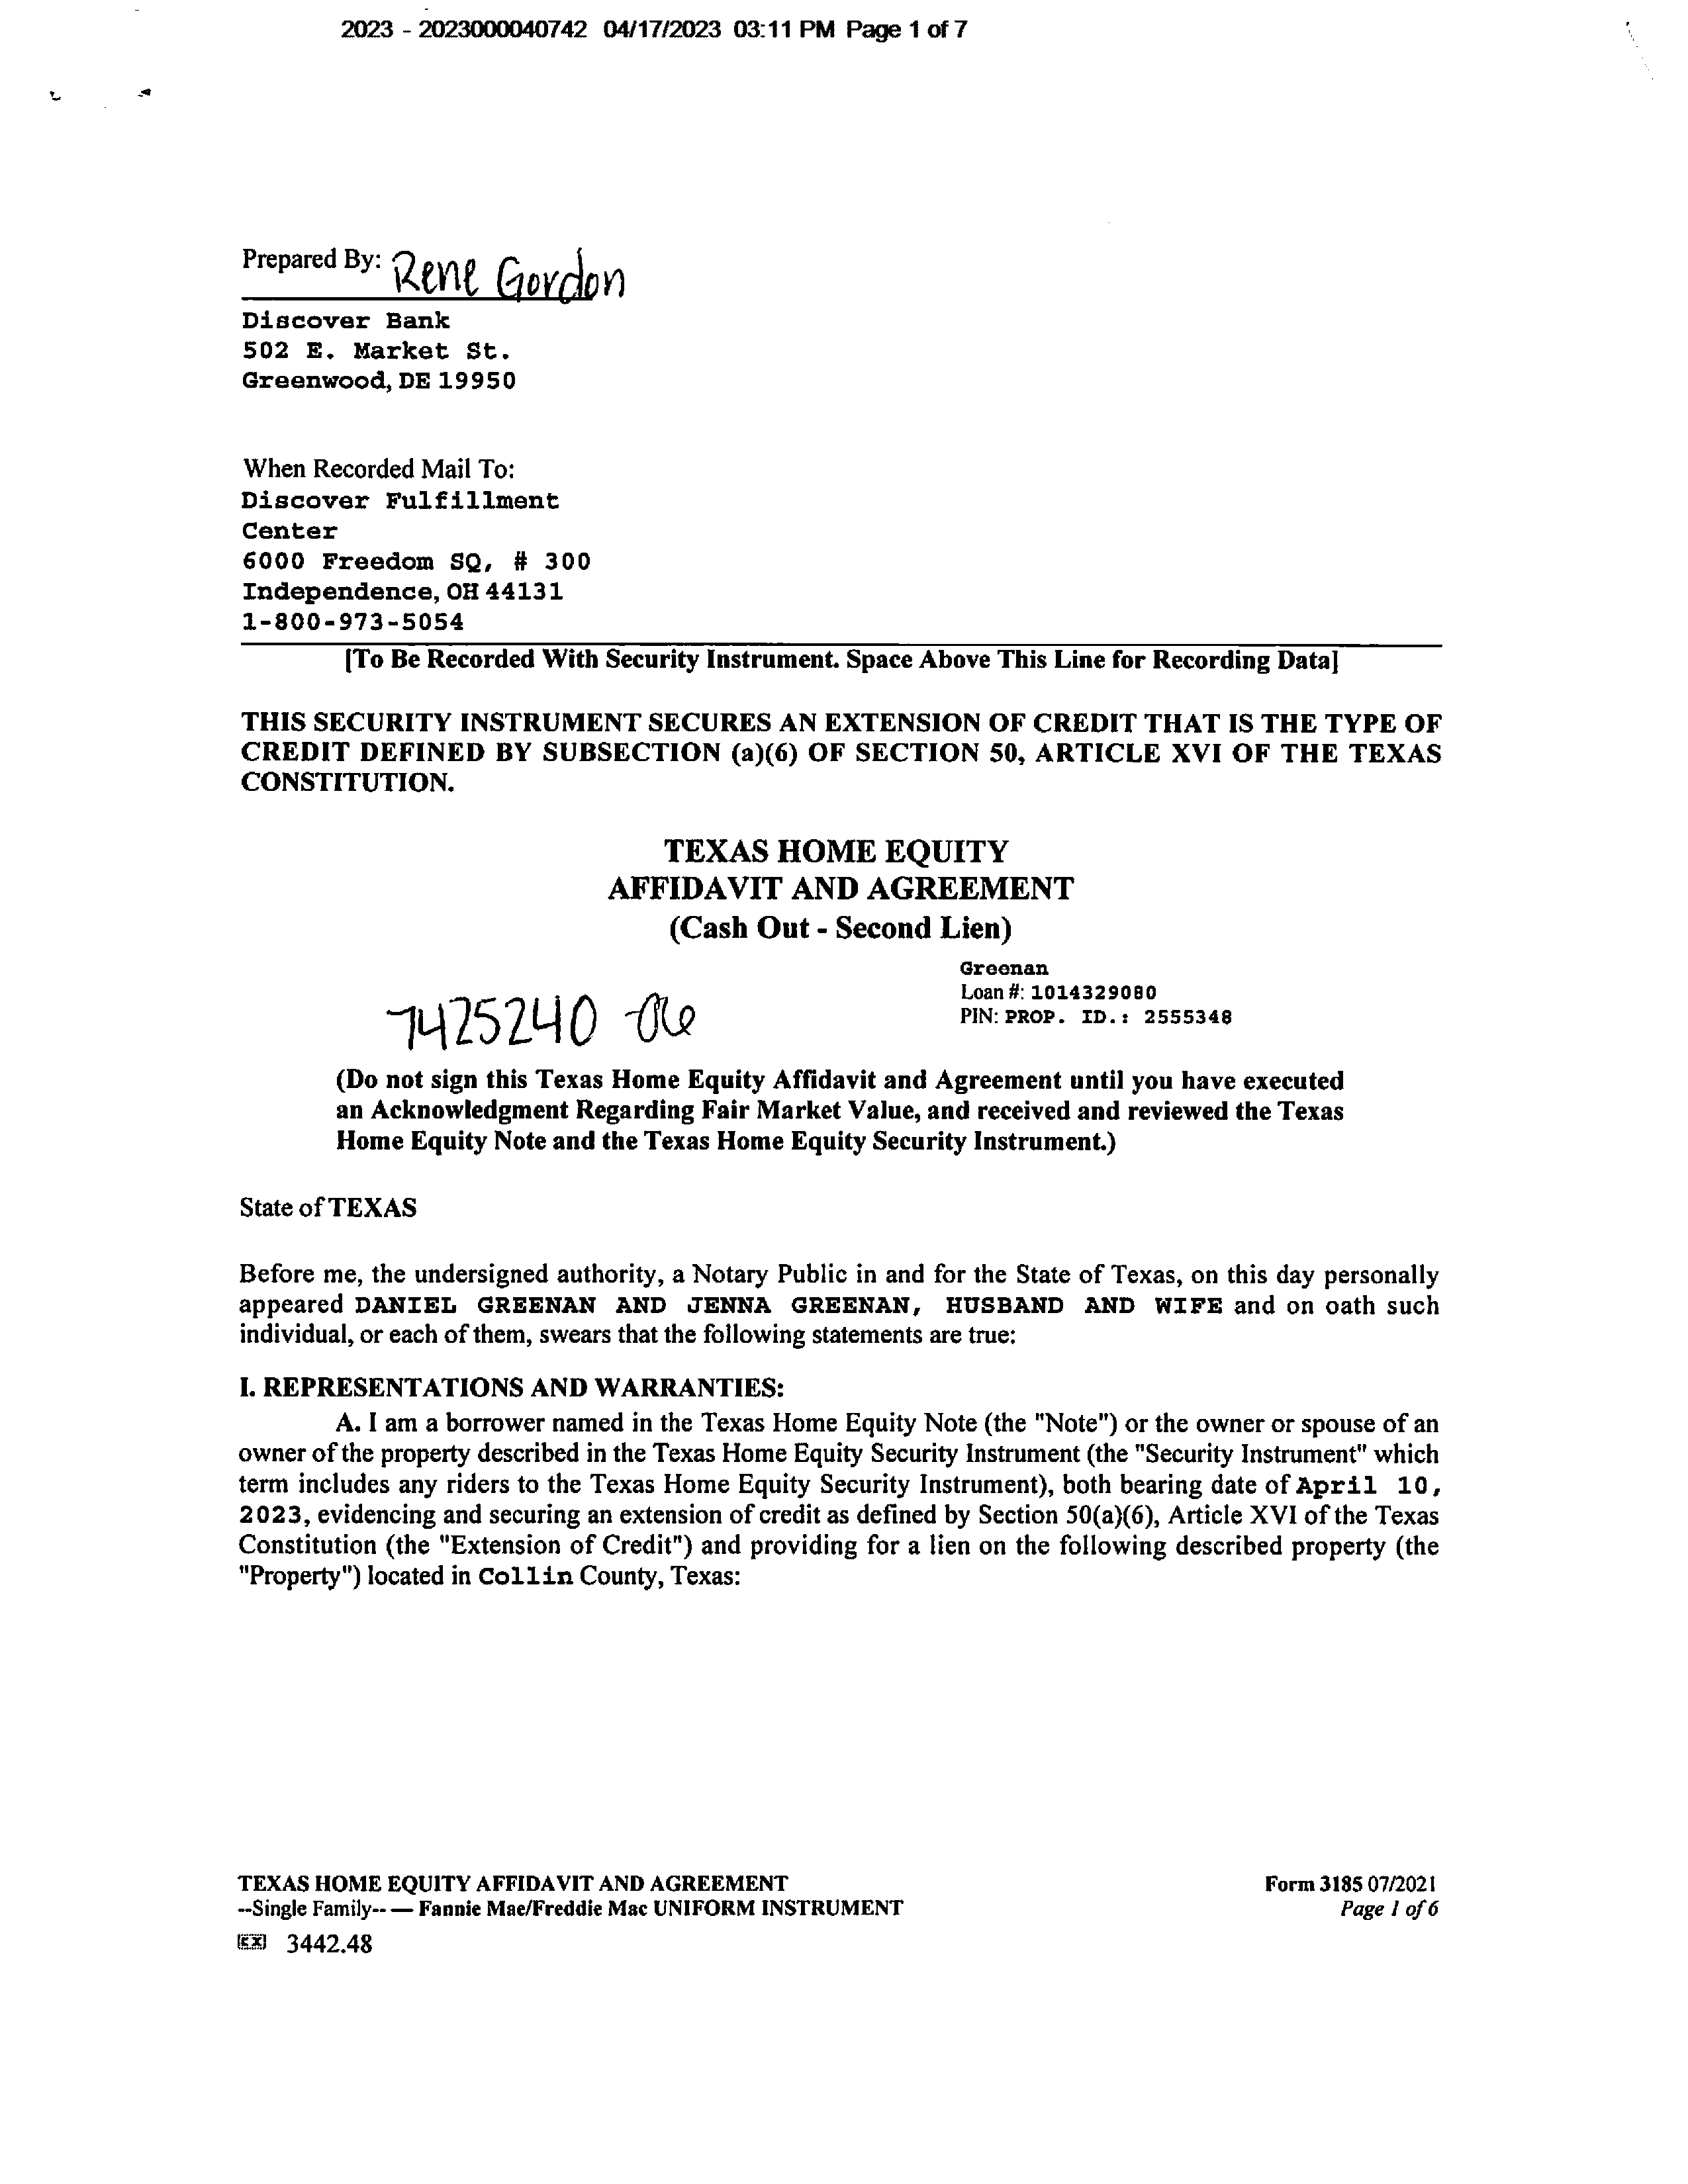 2023 - 2023000040742 04/17/2023 03:11 PM Page 1 of 7
Prepared By: Rene Gordon
Discover Bank
502 E. Market St.
Greenwood, DE 19950
When Recorded Mail To:
Discover Fulfillment
Center
6000 Freedom SQ, # 300
Independence, OH 44131
1-800-973-5054
[To Be Recorded With Security Instrument. Space Above This Line for Recording Data]
THIS SECURITY INSTRUMENT SECURES AN EXTENSION OF CREDIT THAT IS THE TYPE OF
CREDIT DEFINED BY SUBSECTION (a)(6) OF SECTION 50, ARTICLE XVI OF THE TEXAS
CONSTITUTION.
TEXAS HOME EQUITY
AFFIDAVIT AND AGREEMENT
(Cash Out - Second Lien)
Greenan
Loan #: 1014329080
PIN: PROP. ID.: 2555348
7425240
(Do not sign this Texas Home Equity Affidavit and Agreement until you have executed
an Acknowledgment Regarding Fair Market Value, and received and reviewed the Texas
Home Equity Note and the Texas Home Equity Security Instrument.)
State of TEXAS
Before me, the undersigned authority, a Notary Public in and for the State of Texas, on this day personally
appeared DANIEL GREENAN AND JENNA GREENAN, HUSBAND AND WIFE and on oath such
individual, or each of them, swears that the following statements are true:
I. REPRESENTATIONS AND WARRANTIES:
A. I am a borrower named in the Texas Home Equity Note (the "Note") or the owner or spouse of an
owner of the property described in the Texas Home Equity Security Instrument (the "Security Instrument" which
term includes any riders to the Texas Home Equity Security Instrument), both bearing date of April 10,
2023, evidencing and securing an extension of credit as defined by Section 50(a)(6), Article XVI of the Texas
Constitution (the "Extension of Credit") and providing for a lien on the following described property (the
"Property") located in Collin County, Texas:
TEXAS HOME EQUITY AFFIDAVIT AND AGREEMENT Form 3185 07/2021
--Single Family-- — Fannie Mae/Freddie Mac UNIFORM INSTRUMENT Page 1 of 6
3442.48